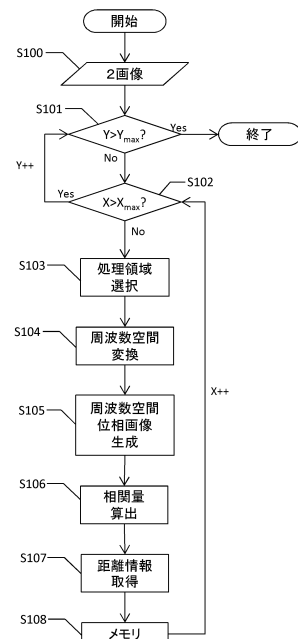 開始
S100
2画像
S101
Y>Ymax?
Yes
終了
Y++
No
S102
Yes
X>Xmax?
No
S103
処理領域
選択
S104
周波数空間
変換
X++
S105
周波数空間
位相画像
生成
S106
相関量
算出
S107
距離情報
取得
S108
メモリ